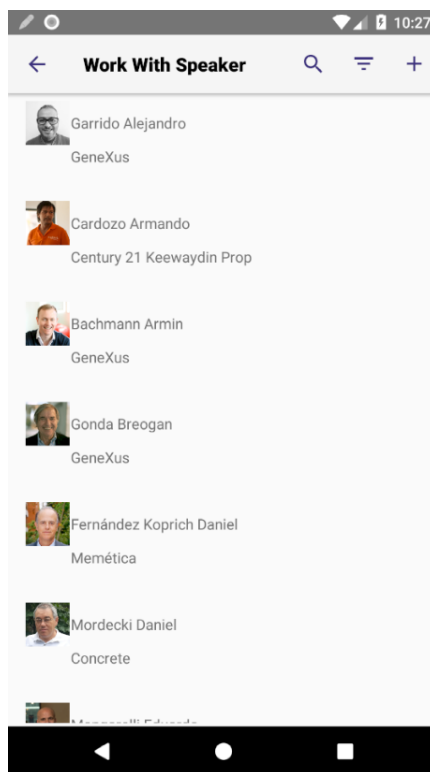 10:27
Work With Speaker
Garrido Alejandro
GeneXus
Cardozo Armando
Century 21 Keewaydin Prop
Bachmann Armin
GeneXus
Gonda Breogan
GeneXus
Fernández Koprich Daniel
Memética
Mordecki Daniel
Concrete